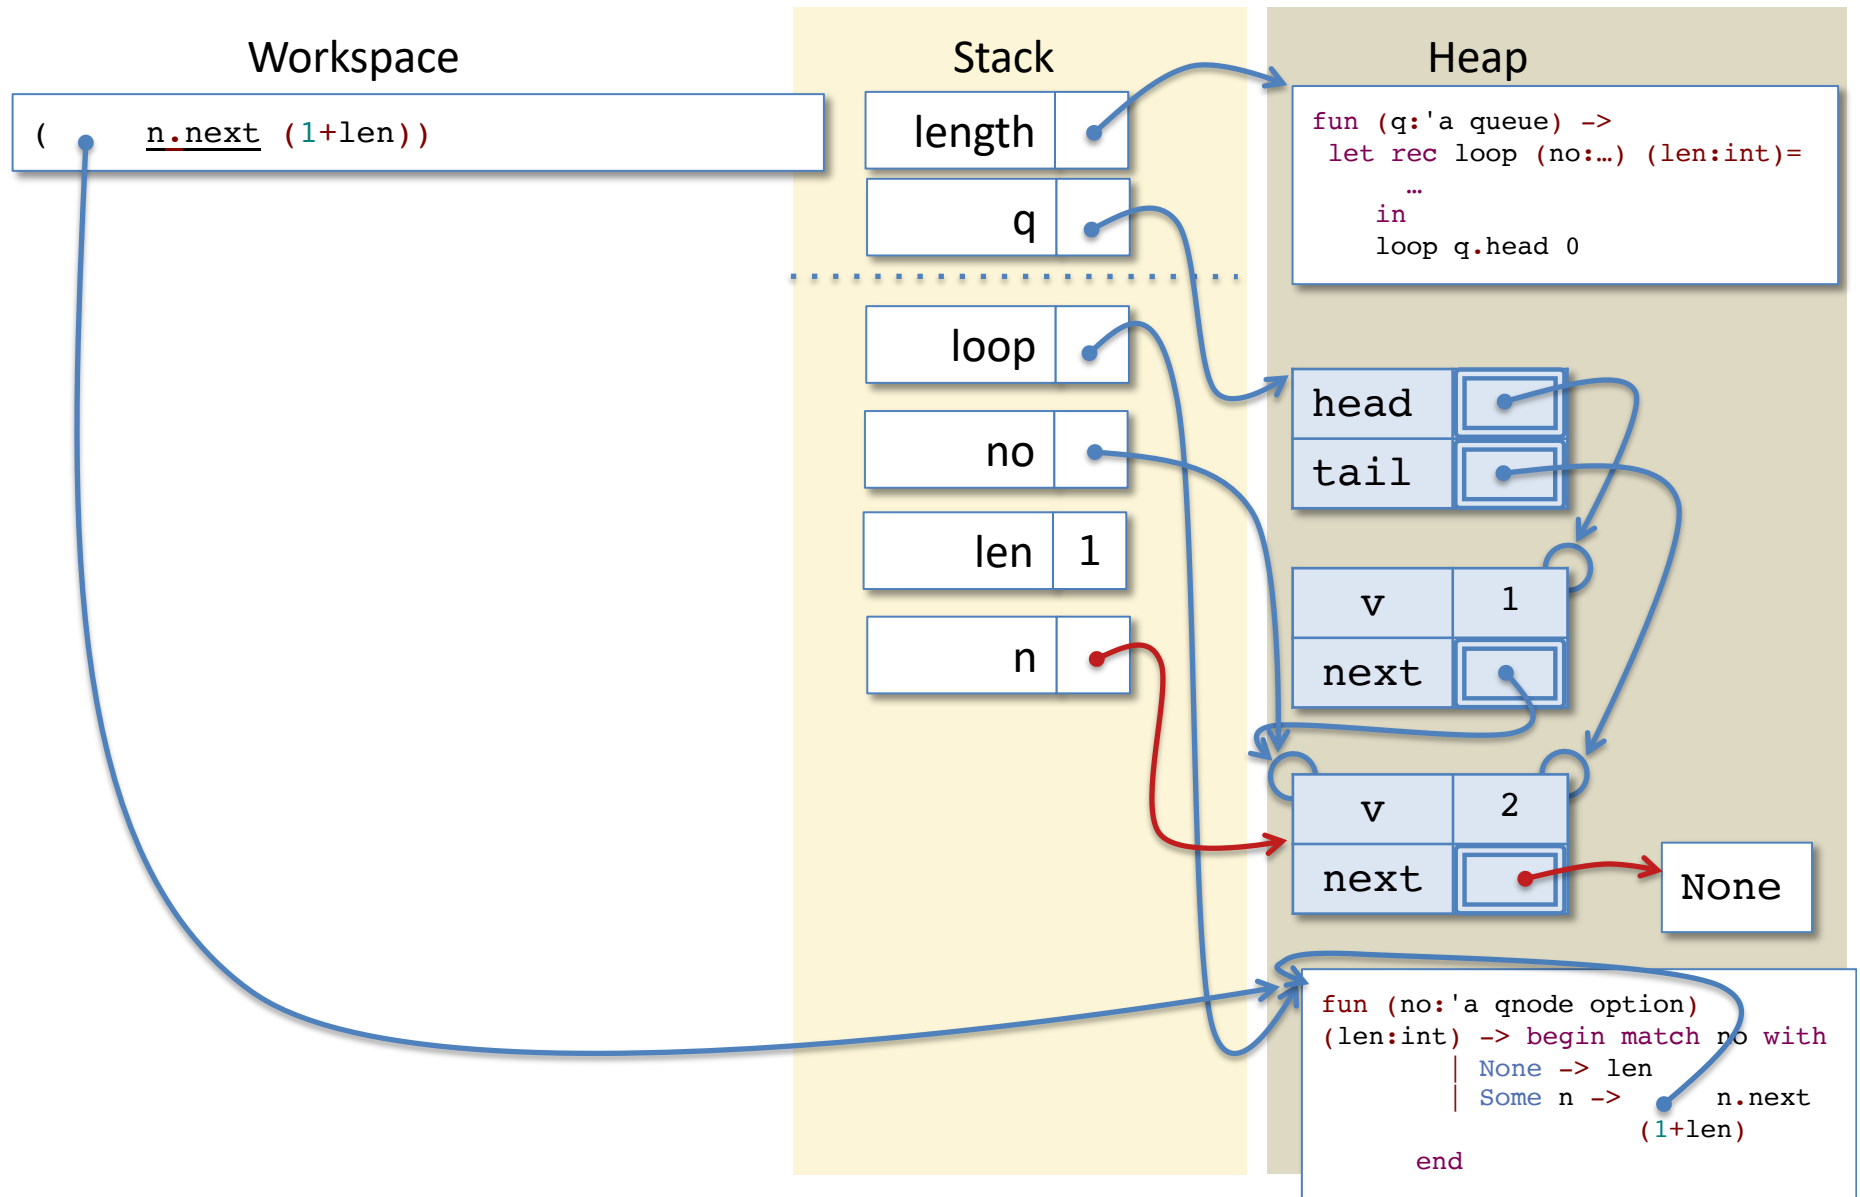 Workspace
Stack
Heap
( n.next (1+len))
length
q
loop
no
len 1
n
fun (q:'a queue) ->
let rec loop (no:…) (len:int)=
…
in
loop q.head 0
head
tail
v 1
next
v 2
next
None
fun (no:'a qnode option)
(len:int) -> begin match no with
| None -> len
| Some n -> n.next
(1+len)
end